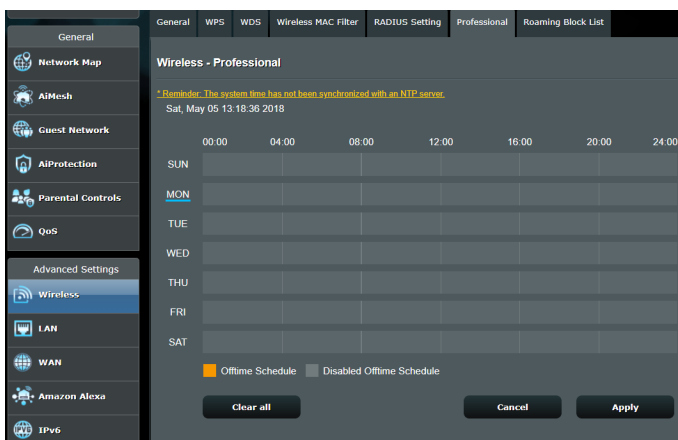 General WPS WDS Wireless MAC Filter RADIUS Setting Professional Roaming Block List
General
Network Map
AiMesh
Guest Network
AiProtection
Parental Controls
QoS
Advanced Settings
Wireless
LAN
WAN
Amazon Alexa
IPv6
Wireless - Professional
* Reminder: The system time has not been synchronized with an NTP server.
Sat, May 05 13:18:36 2018
00:00 04:00 08:00 12:00 16:00 20:00 24:00
SUN
MON
TUE
WED
THU
FRI
SAT
Offtime Schedule Disabled Offtime Schedule
Clear all Cancel Apply